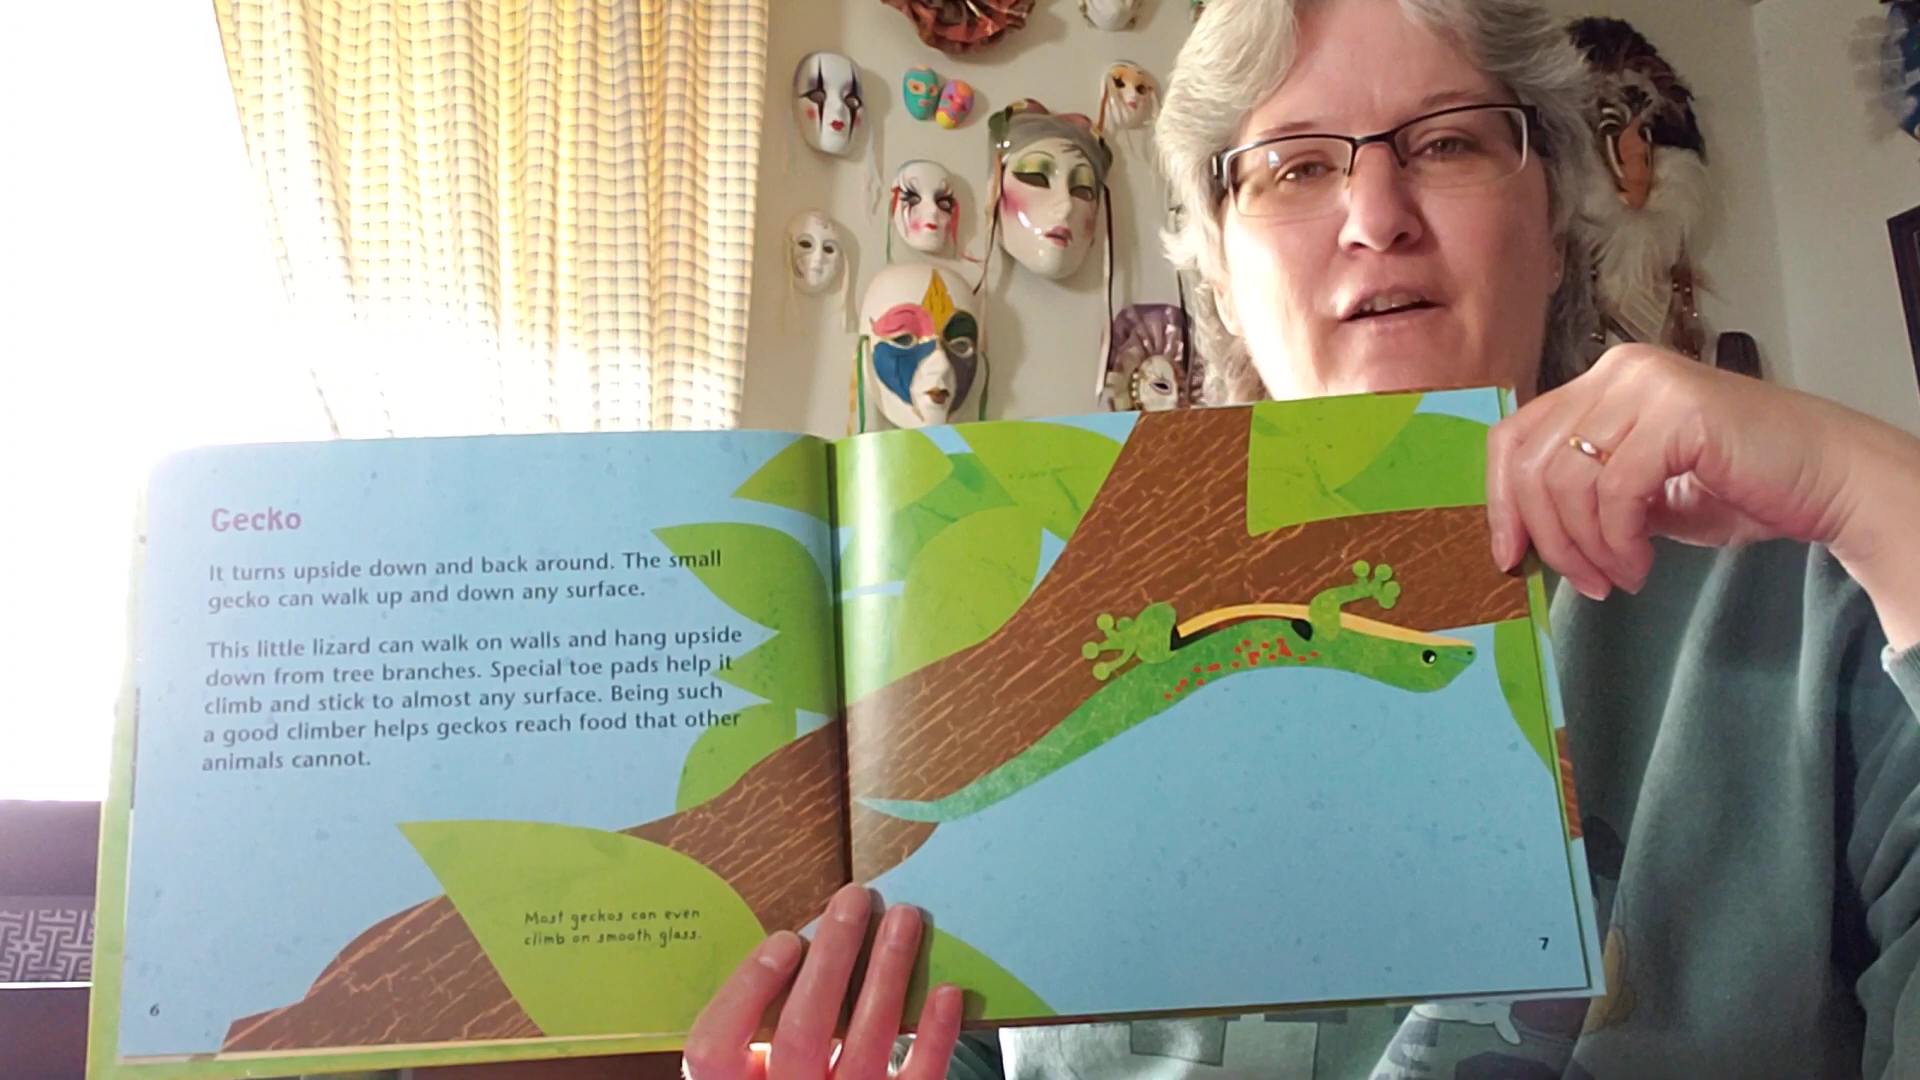 Gecko
It turns upside down and back around. The small
gecko can walk up and down any surface.
This little lizard can walk on walls and hang upside
down from tree branches. Special toe pads help it
climb and stick to almost any surface. Being such
a good climber helps geckos reach food that other
animals cannot.
Most geckos can even
climb on smooth glass.
6
7